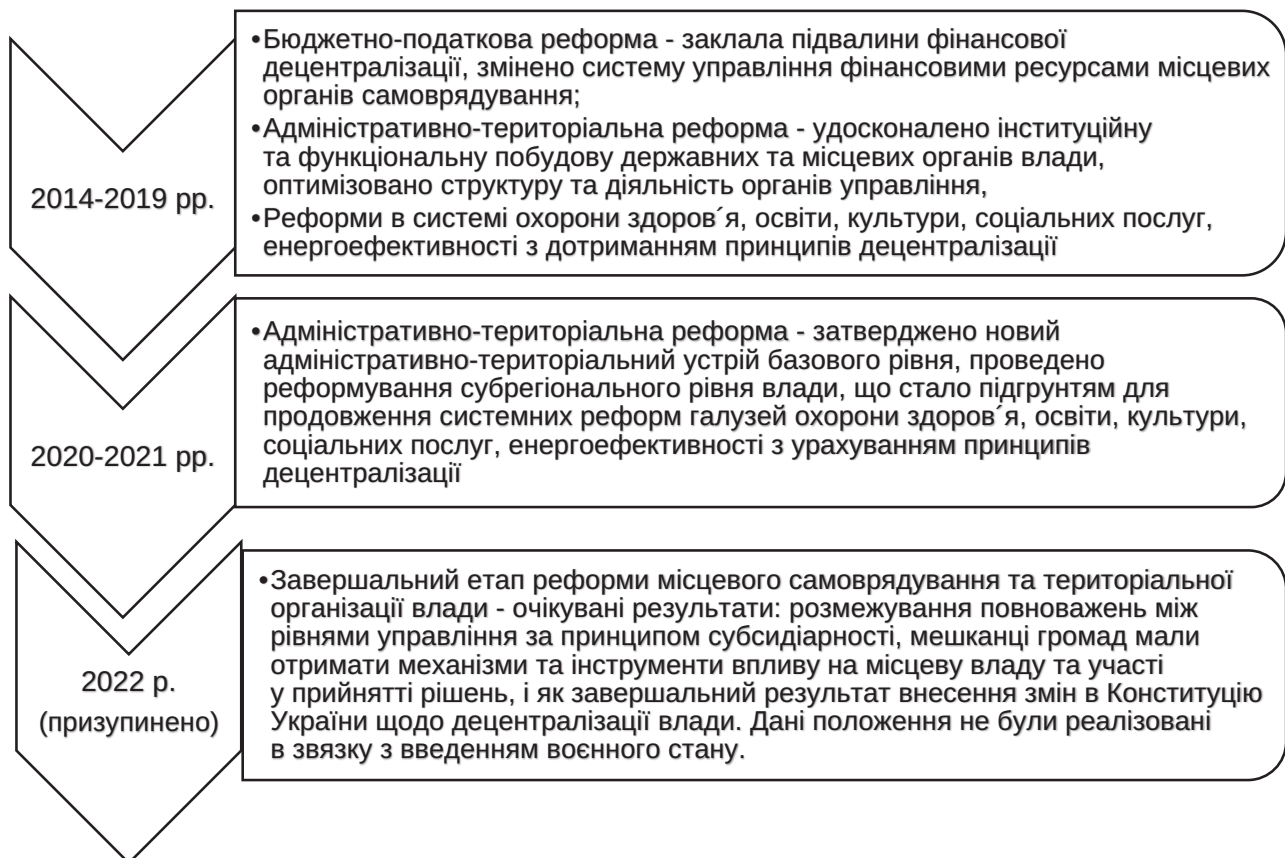 2014-2019 рр.
•Бюджетно-податкова реформа - заклала підвалини фінансової
децентралізації, змінено систему управління фінансовими ресурсами місцевих
органів самоврядування;
•Адміністративно-територіальна реформа - удосконалено інституційну
та функціональну побудову державних та місцевих органів влади,
оптимізовано структуру та діяльність органів управління,
•Реформи в системі охорони здоров´я, освіти, культури, соціальних послуг,
енергоефективності з дотриманням принципів децентралізації
2020-2021 рр.
•Адміністративно-територіальна реформа - затверджено новий
адміністративно-територіальний устрій базового рівня, проведено
реформування субрегіонального рівня влади, що стало підгрунтям для
продовження системних реформ галузей охорони здоров´я, освіти, культури,
соціальних послуг, енергоефективності з урахуванням принципів
децентралізації
2022 р.
(призупинено)
•Завершальний етап реформи місцевого самоврядування та територіальної
організації влади - очікувані результати: розмежування повноважень між
рівнями управління за принципом субсидіарності, мешканці громад мали
отримати механізми та інструменти впливу на місцеву владу та участі
у прийнятті рішень, і як завершальний результат внесення змін в Конституцію
України щодо децентралізації влади. Дані положення не були реалізовані
в звязку з введенням воєнного стану.